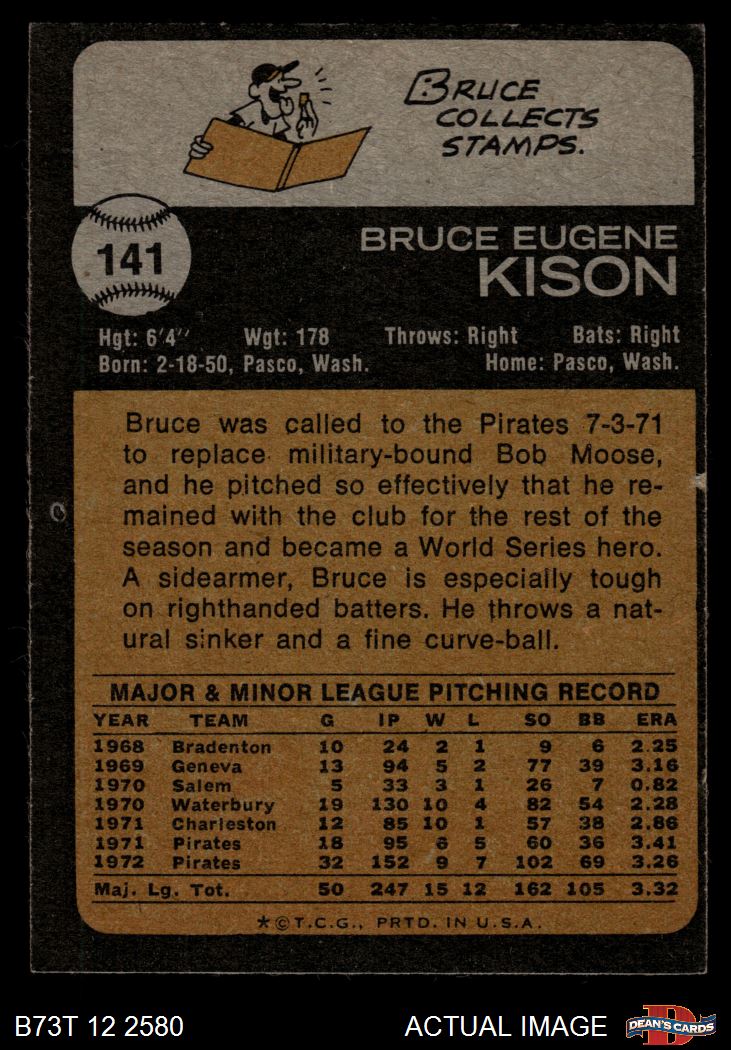 BRUCE
COLLECTS
STAMPS.
141
BRUCE EUGENE
KISON
Hgt: 6'4" Wgt: 178 Throws: Right Bats: Right
Born: 2-18-50, Pasco, Wash. Home: Pasco, Wash.
Bruce was called to the Pirates 7-3-71
to replace military-bound Bob Moose,
and he pitched so effectively that he re-
mained with the club for the rest of the
season and became a World Series hero.
A sidearmer, Bruce is especially tough
on righthanded batters. He throws a nat-
ural sinker and a fine curve-ball.
MAJOR & MINOR LEAGUE PITCHING RECORD
YEAR TEAM G IP W L SO BB ERA
1968 Bradenton 10 24 2 1 9 6 2.25
1969 Geneva 13 94 5 2 77 39 3.16
1970 Salem 5 33 3 1 26 7 0.82
1970 Waterbury 19 130 10 4 82 54 2.28
1971 Charleston 12 85 10 1 57 38 2.86
1971 Pirates 18 95 6 5 60 36 3.41
1972 Pirates 32 152 9 7 102 69 3.26
Maj. Lg. Tot. 50 247 15 12 162 105 3.32
★©T.C.G., PRTD. IN U.S.A.
B73T 12 2580 ACTUAL IMAGE DEAN'S CARDS